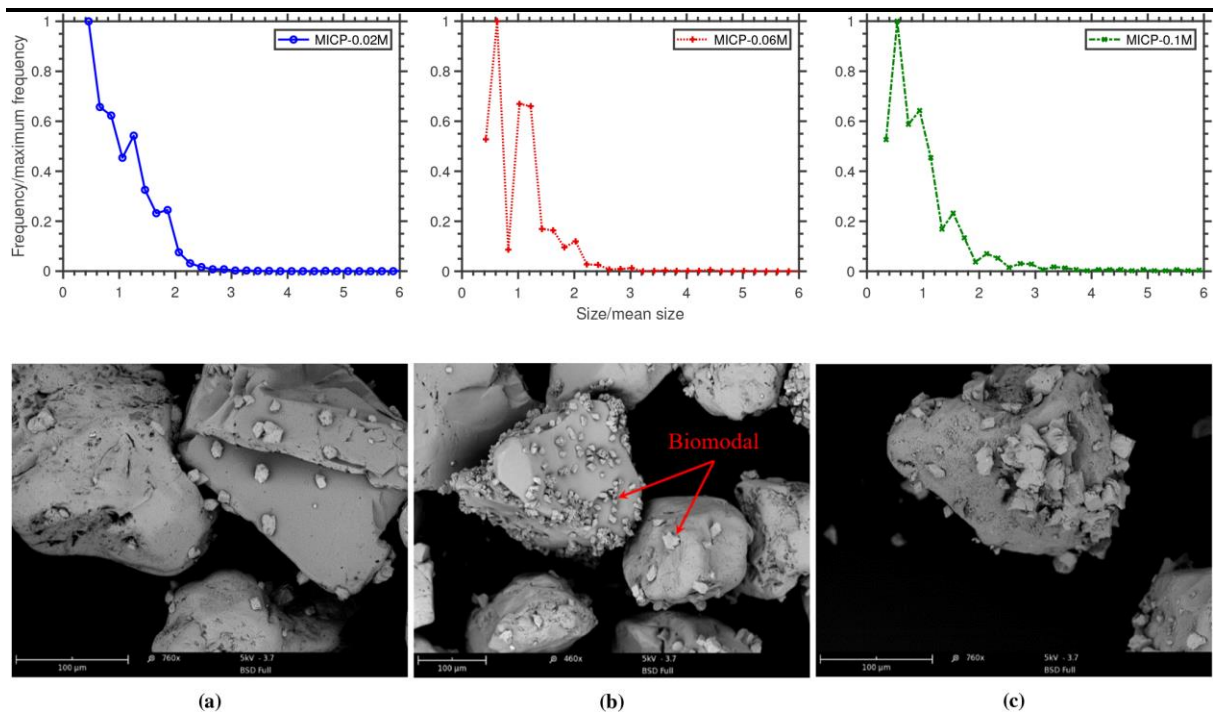 Frequency/maximum frequency
1
0.8
0.6
0.4
0.2
0
0 1 2 3 4 5 6
MICP-0.02M
1
0.8
0.6
0.4
0.2
0
0 1 2 3 4 5 6
MICP-0.06M
Size/mean size
1
0.8
0.6
0.4
0.2
0
0 1 2 3 4 5 6
MICP-0.1M
100 µm 760x 5kV - 3.7
BSD Full
Biomodal
100 µm 460x 5kV - 3.7
BSD Full
100 µm 760x 5kV - 3.7
BSD Full
(a) (b) (c)